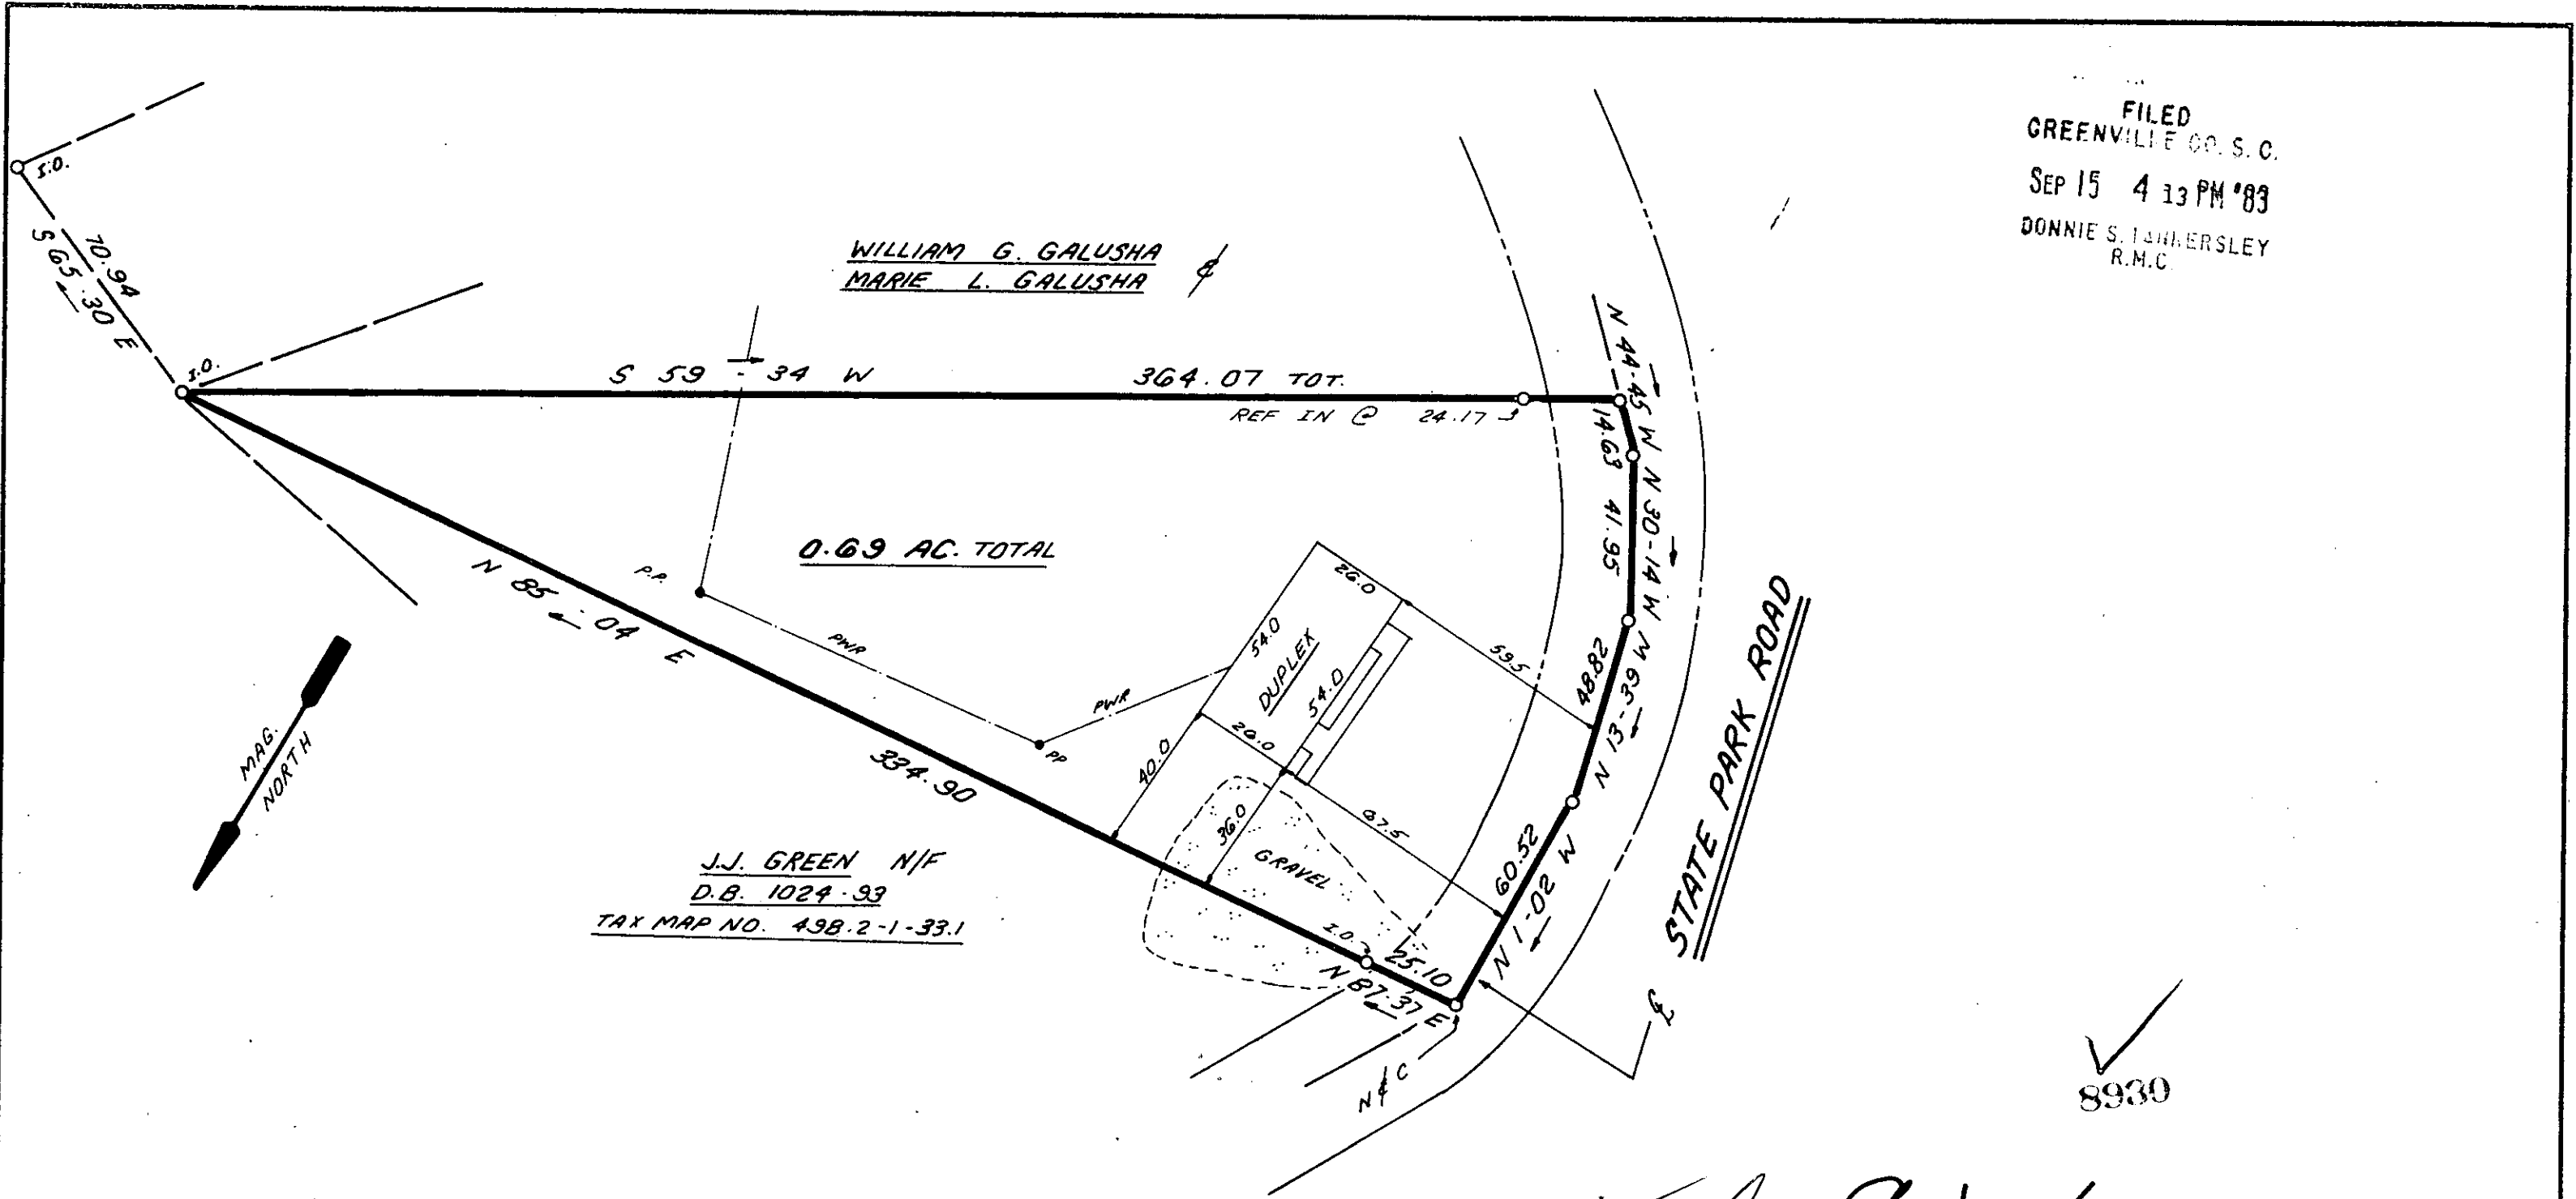 FILED
GREENVILLE CO. S. C.
SEP 15 4 13 PM '83
DONNIE S. TANKERSLEY
R.M.C.
I.O.
70.94
S 65-30 E
I.O.
WILLIAM G. GALUSHA &
MARIE L. GALUSHA
S 59-34 W 364.07 TOT.
REF IN @ 24.17
N 44-45 W
14.63
N 30-14 W
41.95
N 13-39 W
48.82
N 1-02 W
60.52
STATE PARK ROAD
0.69 AC. TOTAL
P.P.
PWR
PWR
PP
N 85-04 E
334.90
26.0
54.0
DUPLEX
54.0
59.5
26.0
40.0
36.0
67.5
GRAVEL
I.O.
25.10
N 87-37 E
N & C
MAG.
NORTH
J.J. GREEN N/F
D.B. 1024-93
TAX MAP NO. 498.2-1-33.1
8930